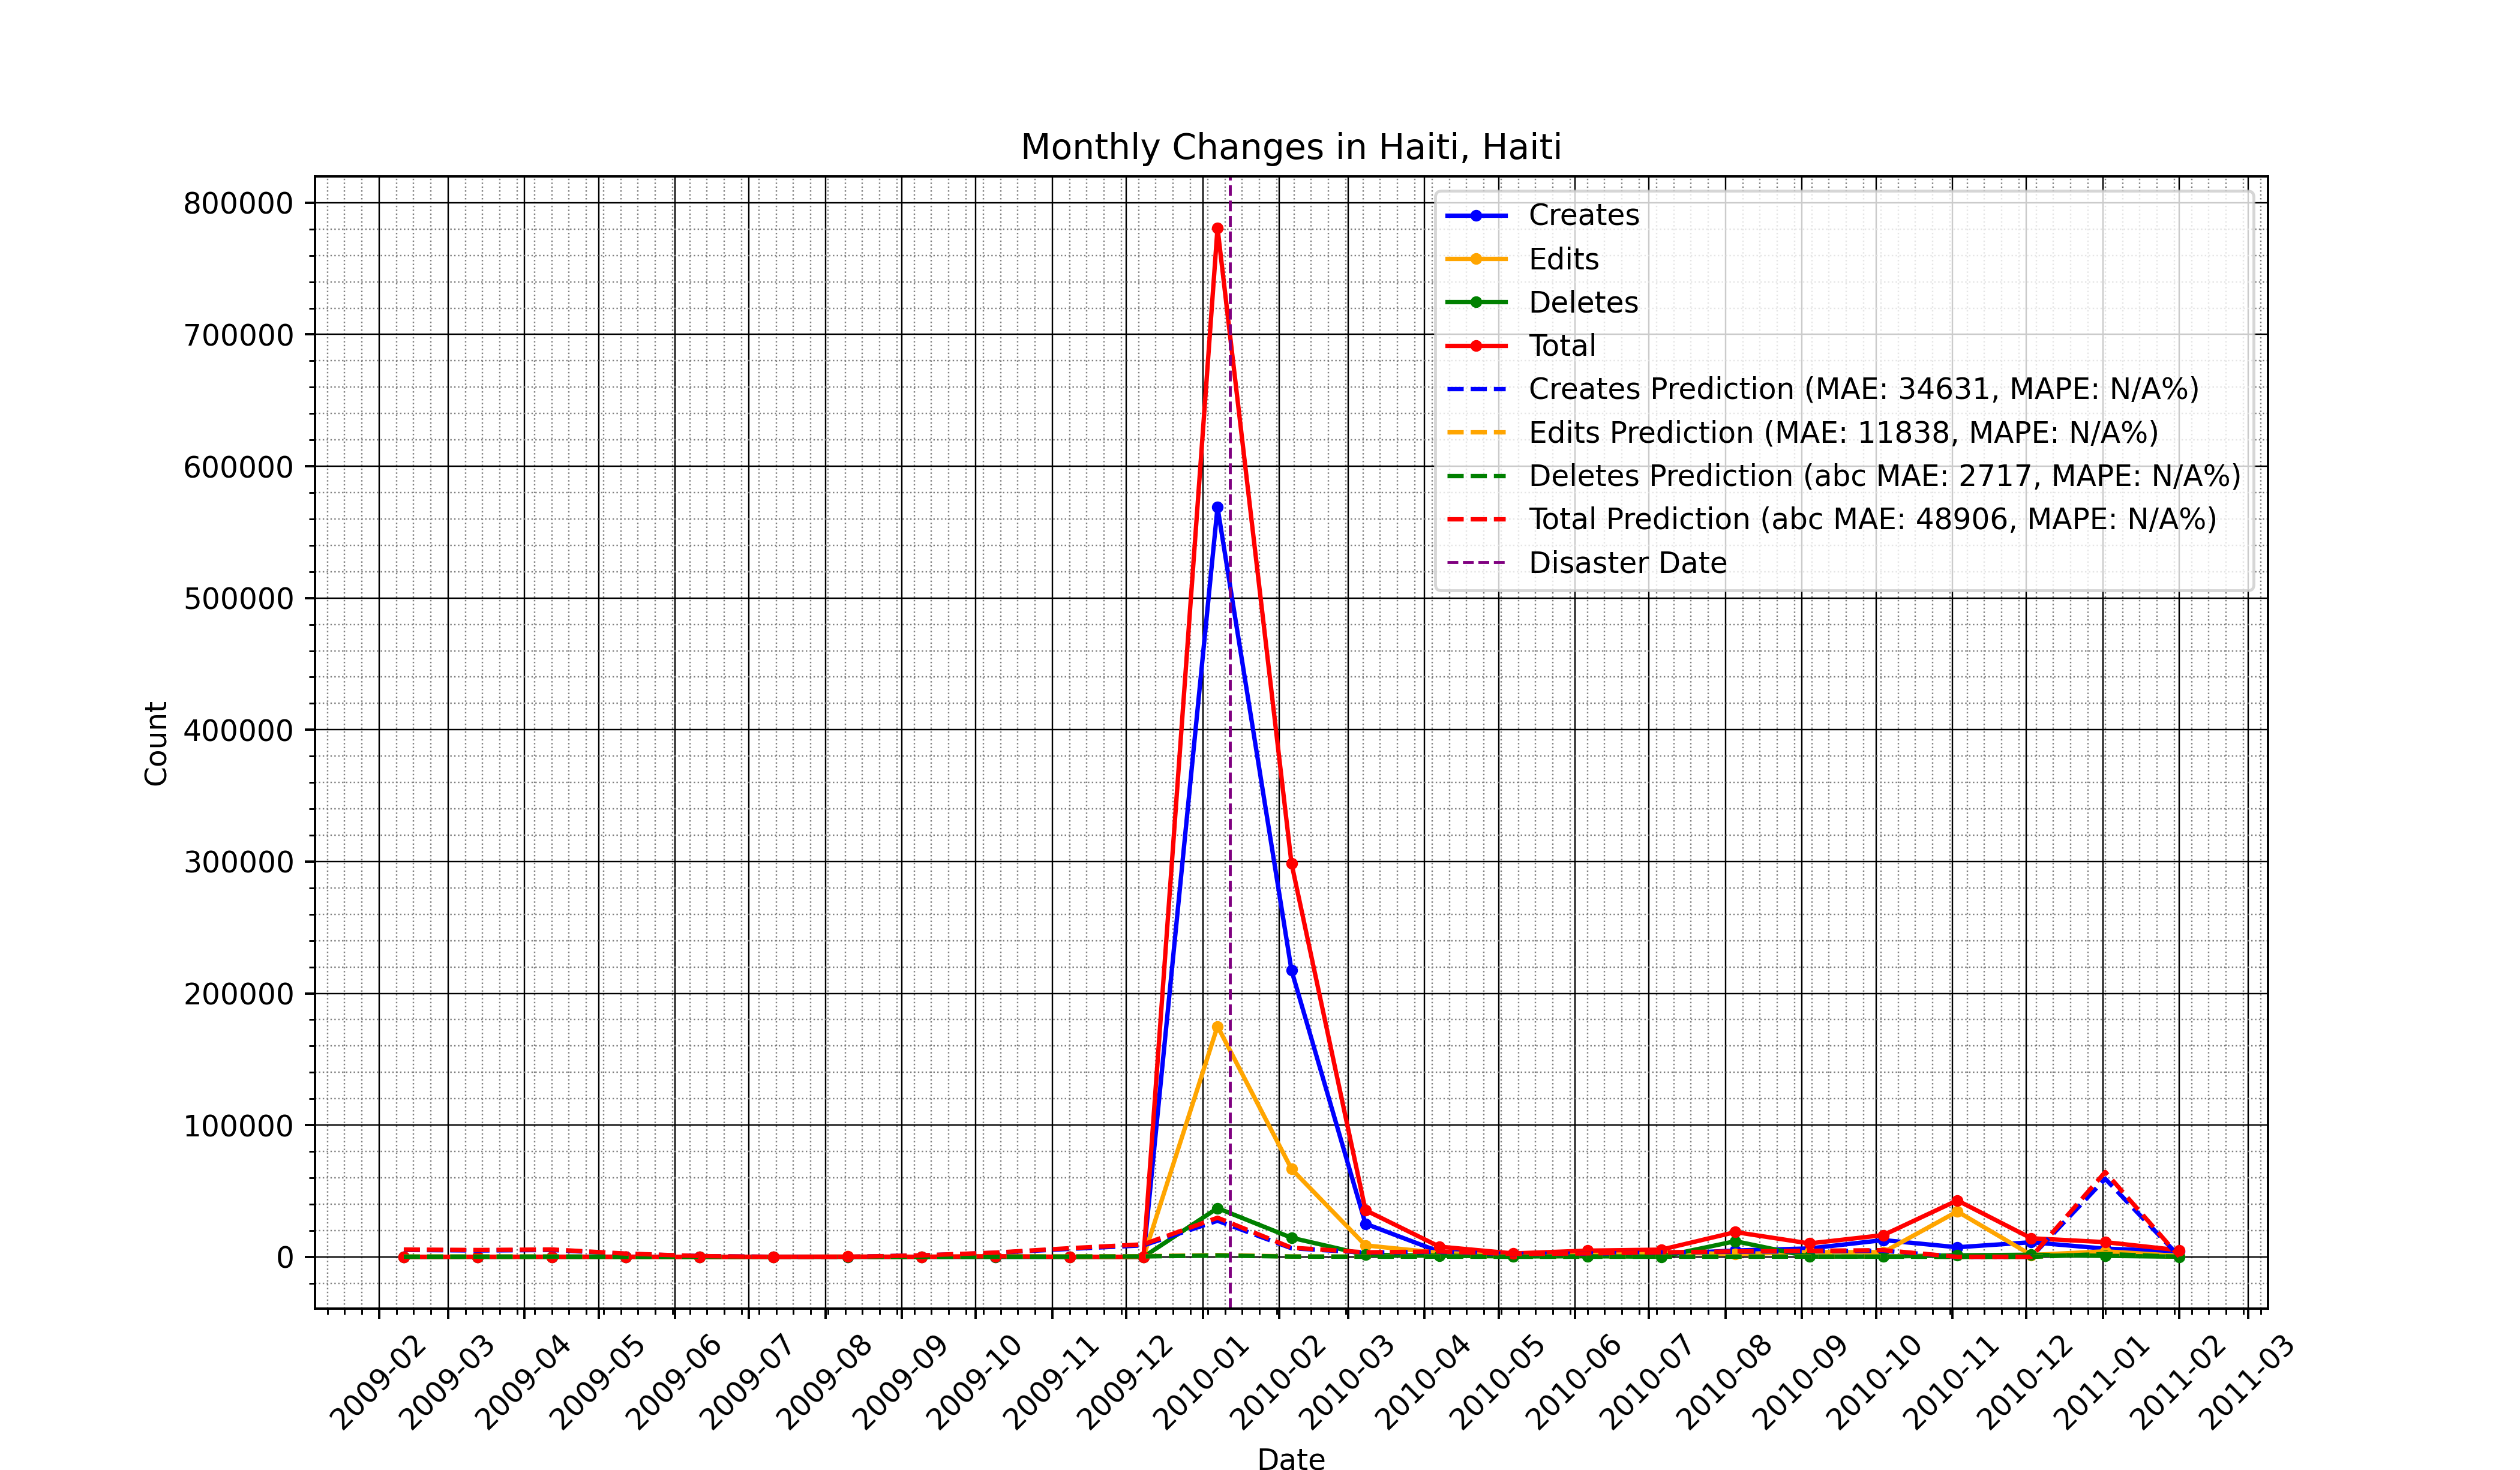 Monthly Changes in Haiti, Haiti
800000
700000
600000
500000
400000
300000
200000
100000
0
Count
Creates
Edits
Deletes
Total
Creates Prediction (MAE: 34631, MAPE: N/A%)
Edits Prediction (MAE: 11838, MAPE: N/A%)
Deletes Prediction (abc MAE: 2717, MAPE: N/A%)
Total Prediction (abc MAE: 48906, MAPE: N/A%)
Disaster Date
2009-02
2009-03
2009-04
2009-05
2009-06
2009-07
2009-08
2009-09
2009-10
2009-11
2009-12
2010-01
2010-02
2010-03
2010-04
2010-05
2010-06
2010-07
2010-08
2010-09
2010-10
2010-11
2010-12
2011-01
2011-02
2011-03
Date